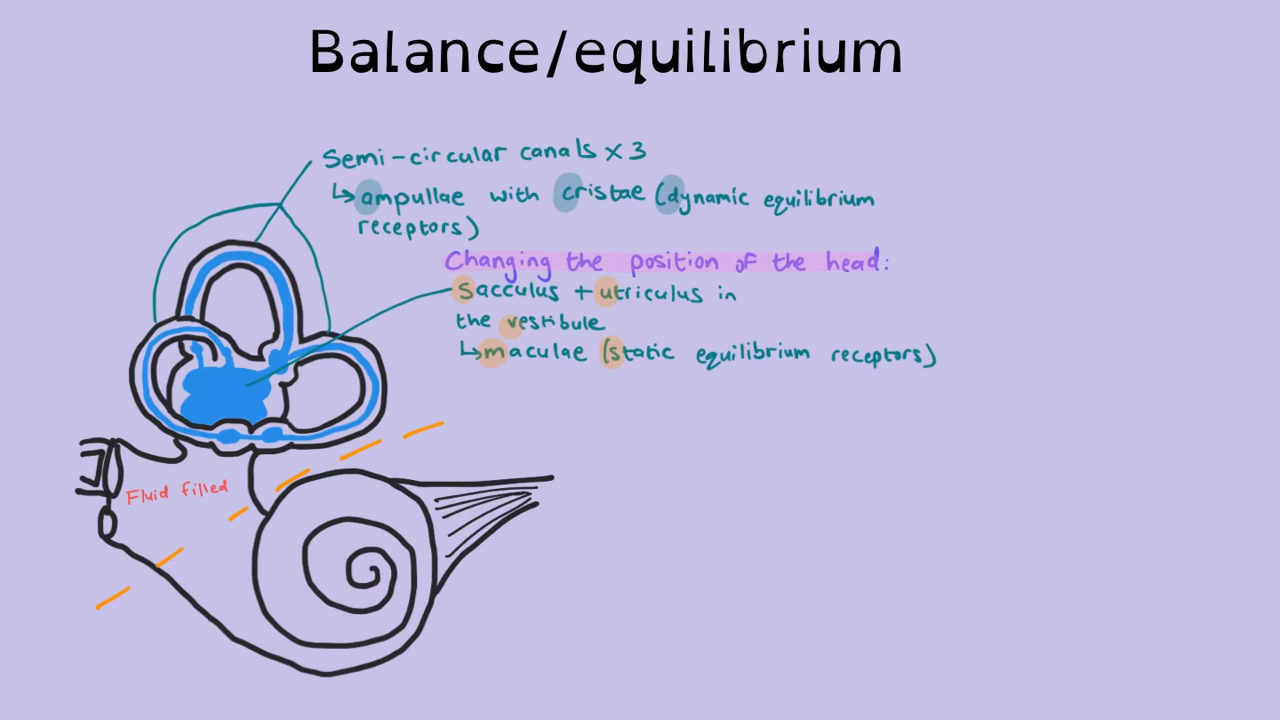 Balance/equilibrium
Semi-circular canals x 3
↳ampullae with cristae (dynamic equilibrium
receptors)
Changing the position of the head:
Sacculus + utriculus in
the vestibule
↳maculae (static equilibrium receptors)
Fluid filled